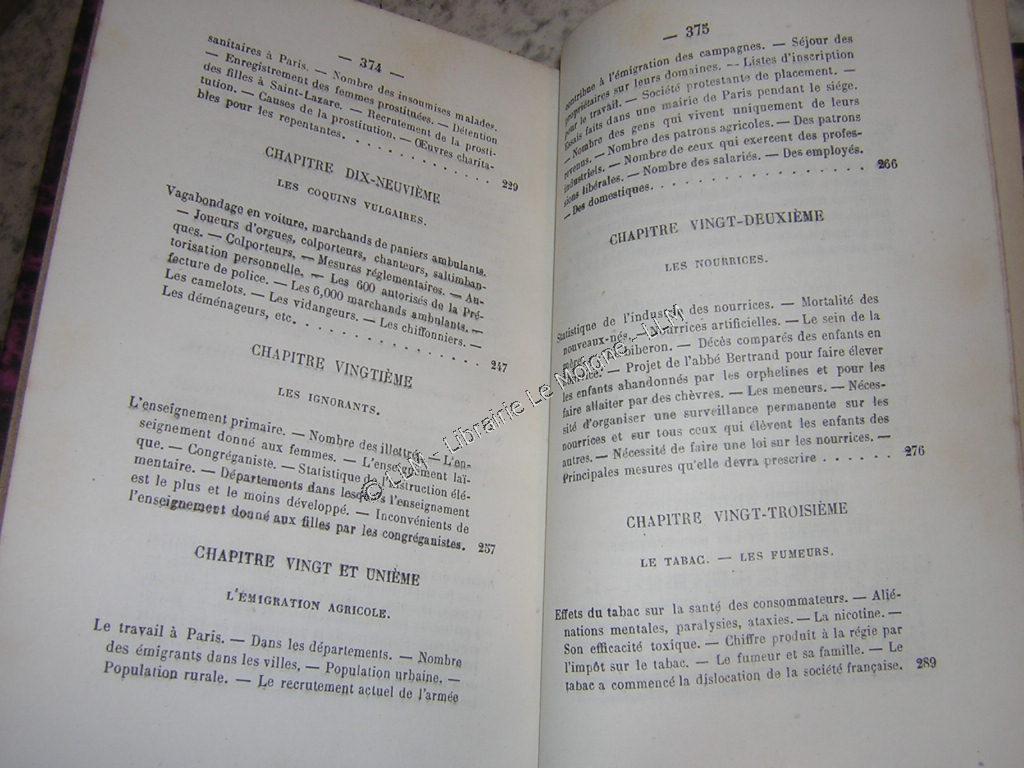 — 374 —
sanitaires à Paris. — Nombre des insoumises malades.
— Enregistrement des femmes prostituées. — Détention
des filles à Saint-Lazare. — Recrutement de la prosti-
tution. — Causes de la prostitution. — Œuvres charita-
bles pour les repentantes. . . . . . . . . . . 229
CHAPITRE DIX-NEUVIÈME
LES COQUINS VULGAIRES.
Vagabondage en voiture, marchands de paniers ambulants.
— Joueurs d'orgues, colporteurs, chanteurs, saltimban-
ques. — Colporteurs. — Mesures réglementaires. — Au-
torisation personnelle. — Les 600 autorisés de la Pré-
fecture de police. — Les 6,000 marchands ambulants. —
Les camelots. — Les vidangeurs. — Les chiffonniers. —
Les déménageurs, etc. . . . . . . . . . . . . 247
CHAPITRE VINGTIÈME
LES IGNORANTS.
L'enseignement primaire. — Nombre des illettrés. — L'en-
seignement donné aux femmes. — L'enseignement laï-
que. — Congréganiste. — Statistique de l'instruction élé-
mentaire. — Départements dans lesquels l'enseignement
est le plus et le moins développé. — Inconvénients de
l'enseignement donné aux filles par les congréganistes. 257
CHAPITRE VINGT ET UNIÈME
L'ÉMIGRATION AGRICOLE.
Le travail à Paris. — Dans les départements. — Nombre
des émigrants dans les villes. — Population urbaine. —
Population rurale. — Le recrutement actuel de l'armée
— 375
contribue à l'émigration des campagnes. — Séjour des
propriétaires sur leurs domaines. — Listes d'inscription
pour le travail. — Société protestante de placement. —
Essais faits dans une mairie de Paris pendant le siége.
— Nombre des gens qui vivent uniquement de leurs
revenus. — Nombre des patrons agricoles. — Des patrons
industriels. — Nombre de ceux qui exercent des profes-
sions libérales. — Nombre des salariés. — Des employés.
— Des domestiques. . . . . . . . . . . . . . 266
CHAPITRE VINGT-DEUXIÈME
LES NOURRICES.
Statistique de l'industrie des nourrices. — Mortalité des
nouveaux-nés. — Nourrices artificielles. — Le sein de la
biberon. — Décès comparés des enfants en
— Projet de l'abbé Bertrand pour faire élever
les enfants abandonnés par les orphelines et pour les
faire allaiter par des chèvres. — Les meneurs. — Néces-
sité d'organiser une surveillance permanente sur les
nourrices et sur tous ceux qui élèvent les enfants des
autres. — Nécessité de faire une loi sur les nourrices. —
Principales mesures qu'elle devra prescrire . . . . . . 276
CHAPITRE VINGT-TROISIÈME
LE TABAC. — LES FUMEURS.
Effets du tabac sur la santé des consommateurs. — Alié-
nations mentales, paralysies, ataxies. — La nicotine. —
Son efficacité toxique. — Chiffre produit à la régie par
l'impôt sur le tabac. — Le fumeur et sa famille. — Le
tabac a commencé la dislocation de la société française. 289
© LLM - Librairie Le Moigne - LLM